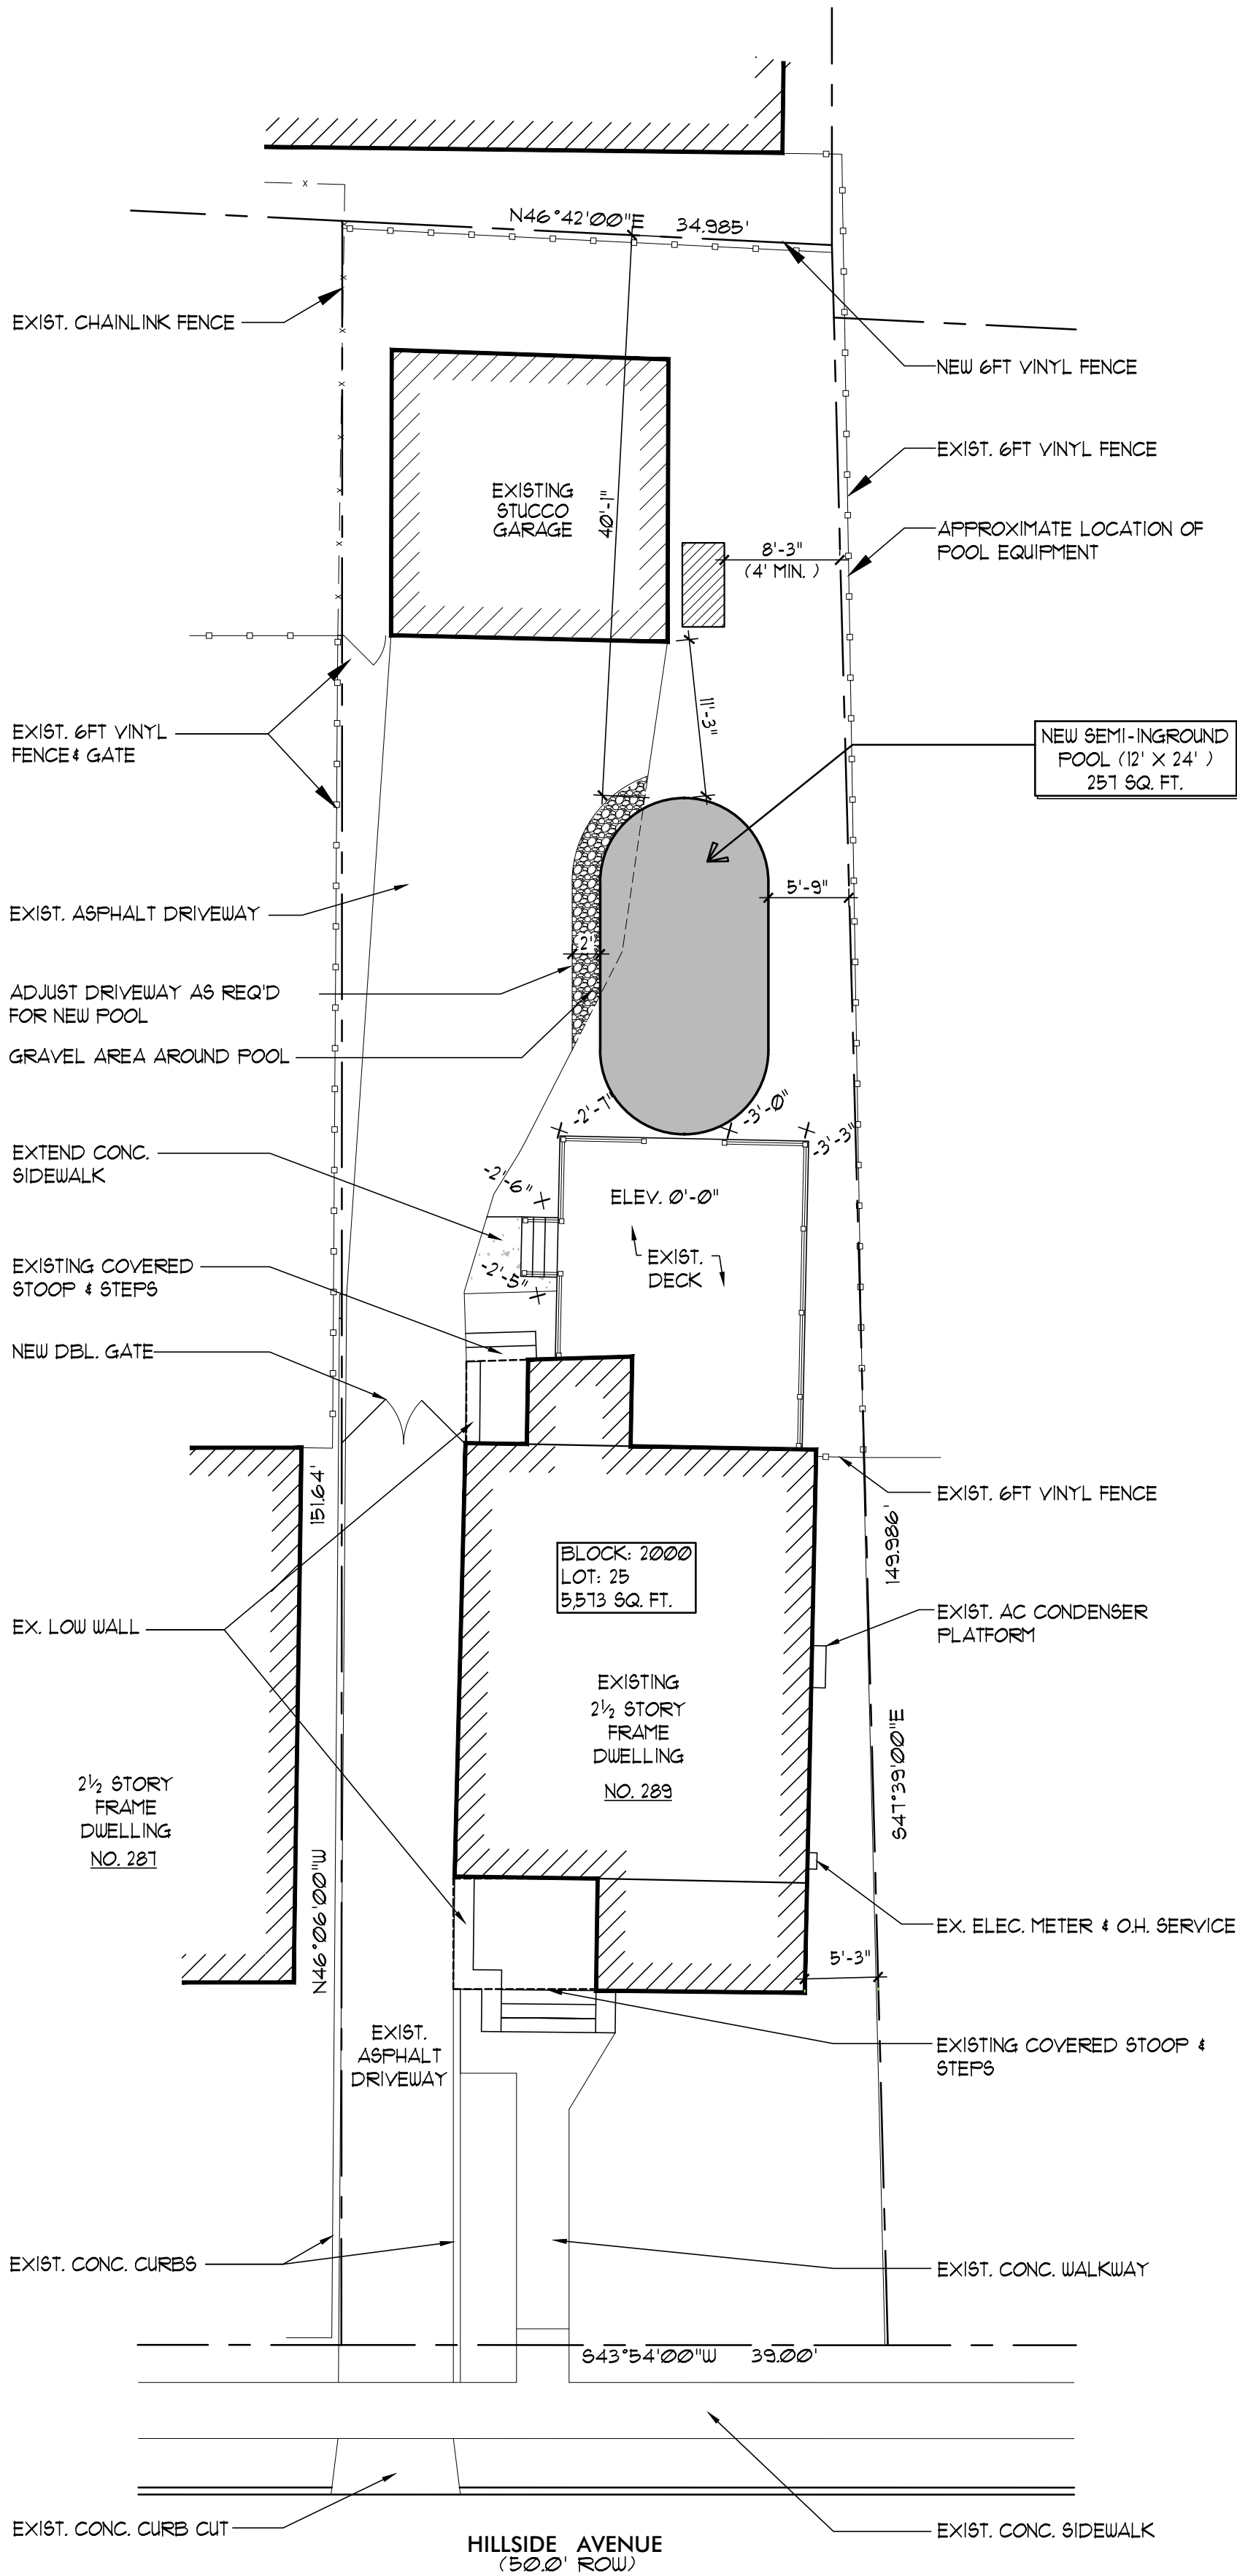 N46°42'00"E 34.985'
EXIST. CHAINLINK FENCE
NEW 6FT VINYL FENCE
EXIST. 6FT VINYL FENCE
EXISTING
STUCCO
GARAGE
40'-1"
APPROXIMATE LOCATION OF
POOL EQUIPMENT
8'-3"
(4' MIN. )
11'-3"
EXIST. 6FT VINYL
FENCE & GATE
NEW SEMI-INGROUND
POOL (12' X 24' )
257 SQ. FT.
EXIST. ASPHALT DRIVEWAY
5'-9"
2'
ADJUST DRIVEWAY AS REQ'D
FOR NEW POOL
GRAVEL AREA AROUND POOL
-2'-7"
-3'-0"
-3'-3"
EXTEND CONC.
SIDEWALK
-2'-6"
ELEV. 0'-0"
EXISTING COVERED
STOOP & STEPS
-2'-5"
EXIST.
DECK
NEW DBL. GATE
151.64'
EXIST. 6FT VINYL FENCE
149.986'
BLOCK: 2000
LOT: 25
5,573 SQ. FT.
EX. LOW WALL
EXIST. AC CONDENSER
PLATFORM
EXISTING
2½ STORY
FRAME
DWELLING
NO. 289
S47°39'00"E
2½ STORY
FRAME
DWELLING
NO. 287
N46°06'00"W
EX. ELEC. METER & O.H. SERVICE
5'-3"
EXIST.
ASPHALT
DRIVEWAY
EXISTING COVERED STOOP &
STEPS
EXIST. CONC. CURBS
EXIST. CONC. WALKWAY
S43°54'00"W 39.00'
EXIST. CONC. CURB CUT
EXIST. CONC. SIDEWALK
HILLSIDE AVENUE
(50.0' ROW)